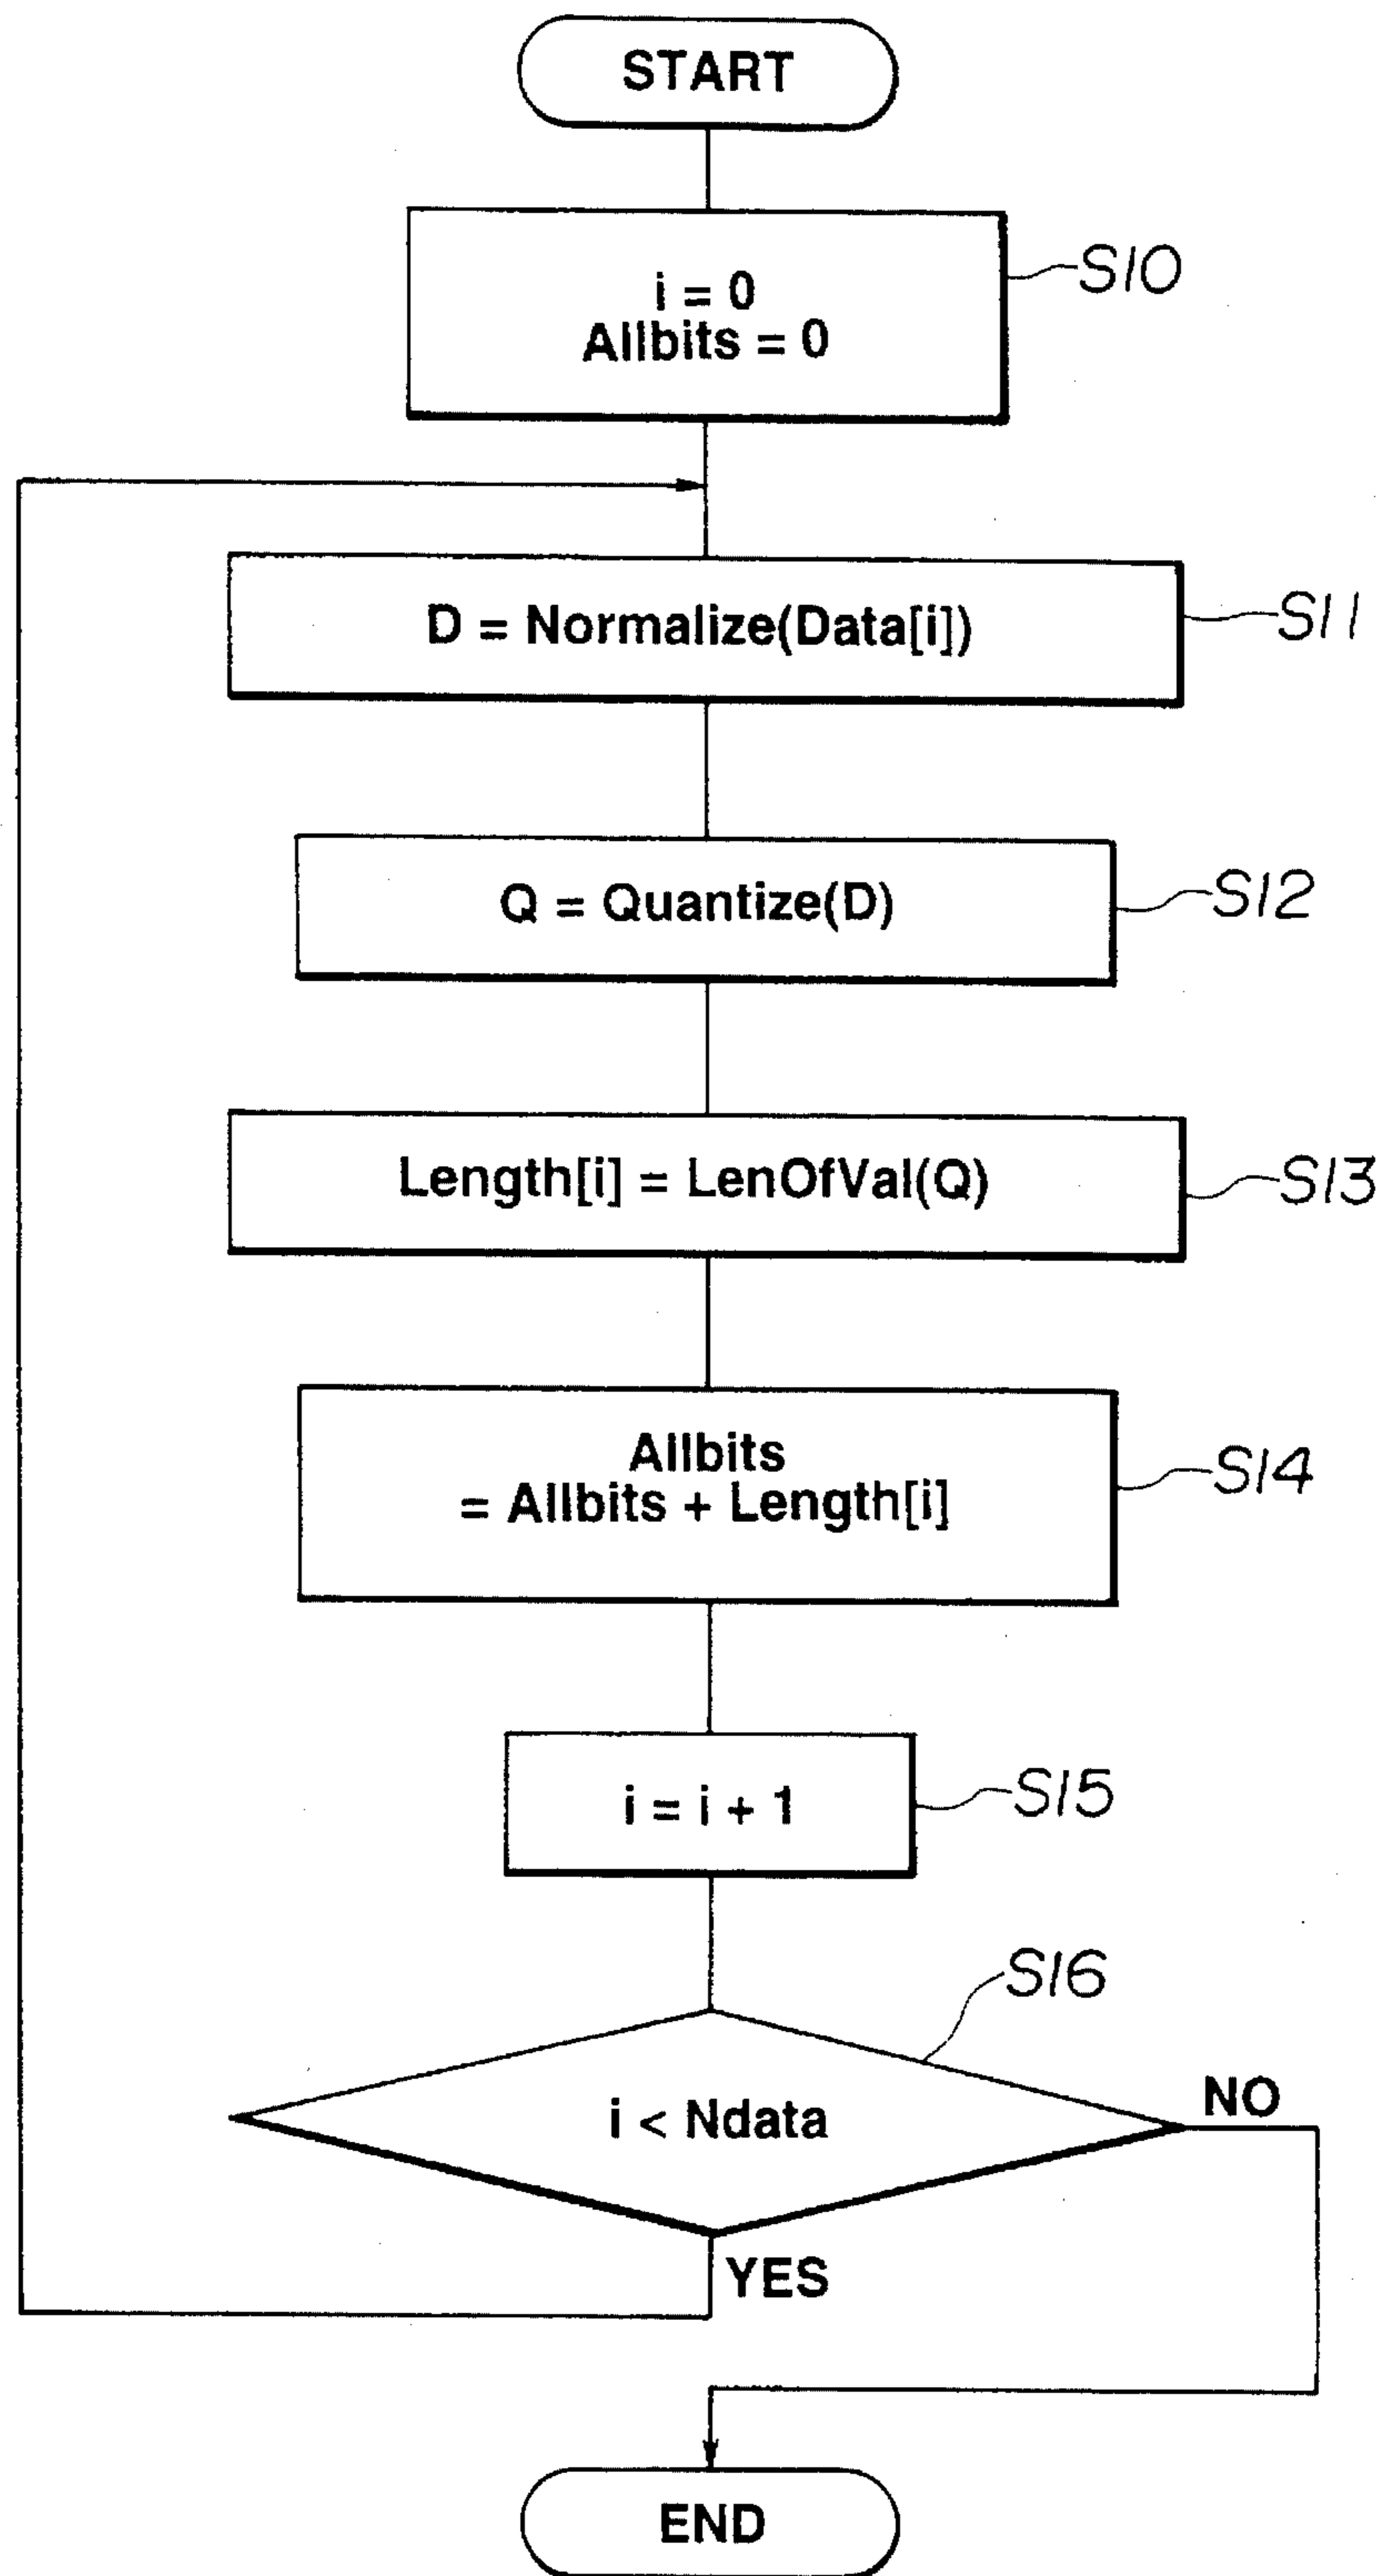 START
i = 0
Allbits = 0
S10
D = Normalize(Data[i])
S11
Q = Quantize(D)
S12
Length[i] = LenOfVal(Q)
S13
Allbits
= Allbits + Length[i]
S14
i = i + 1
S15
S16
i < Ndata
NO
YES
END